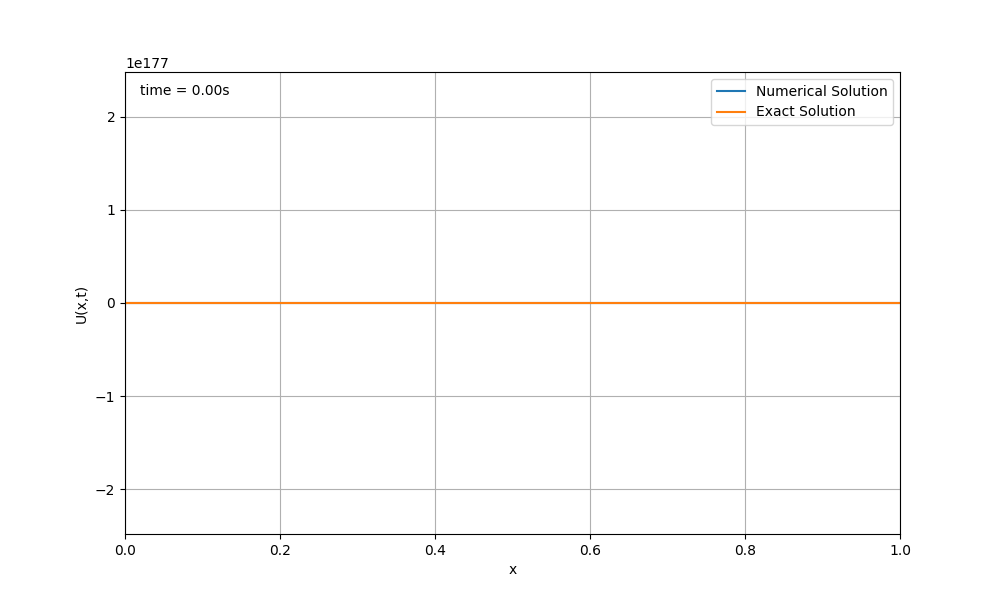 1e177
time = 0.00s
Numerical Solution
Exact Solution
2
1
0
−1
−2
U(x,t)
0.0 0.2 0.4 0.6 0.8 1.0
x